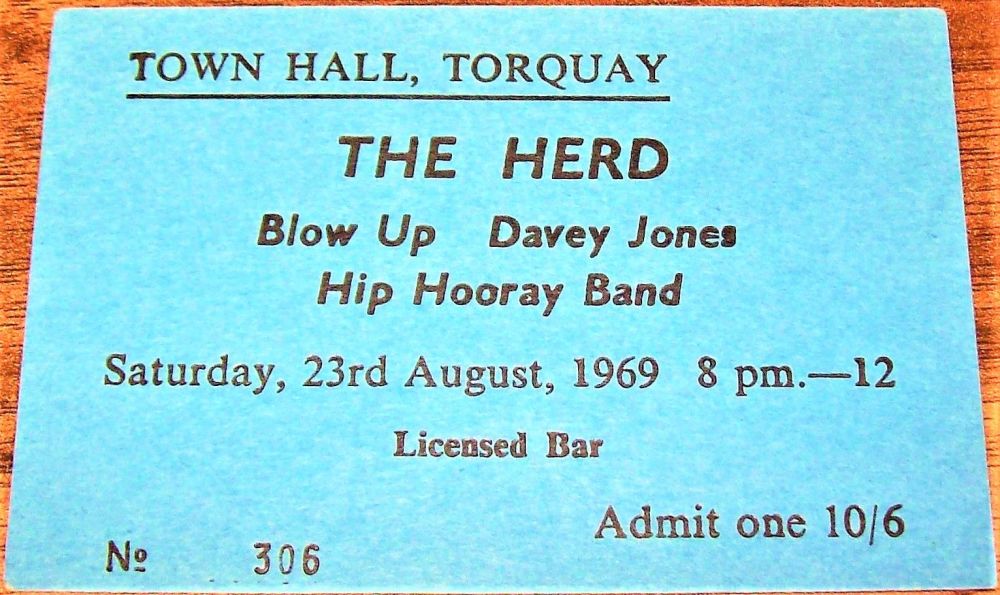 TOWN HALL, TORQUAY
THE HERD
Blow Up Davey Jones
Hip Hooray Band
Saturday, 23rd August, 1969 8 pm.—12
Licensed Bar
Admit one 10/6
Nº 306